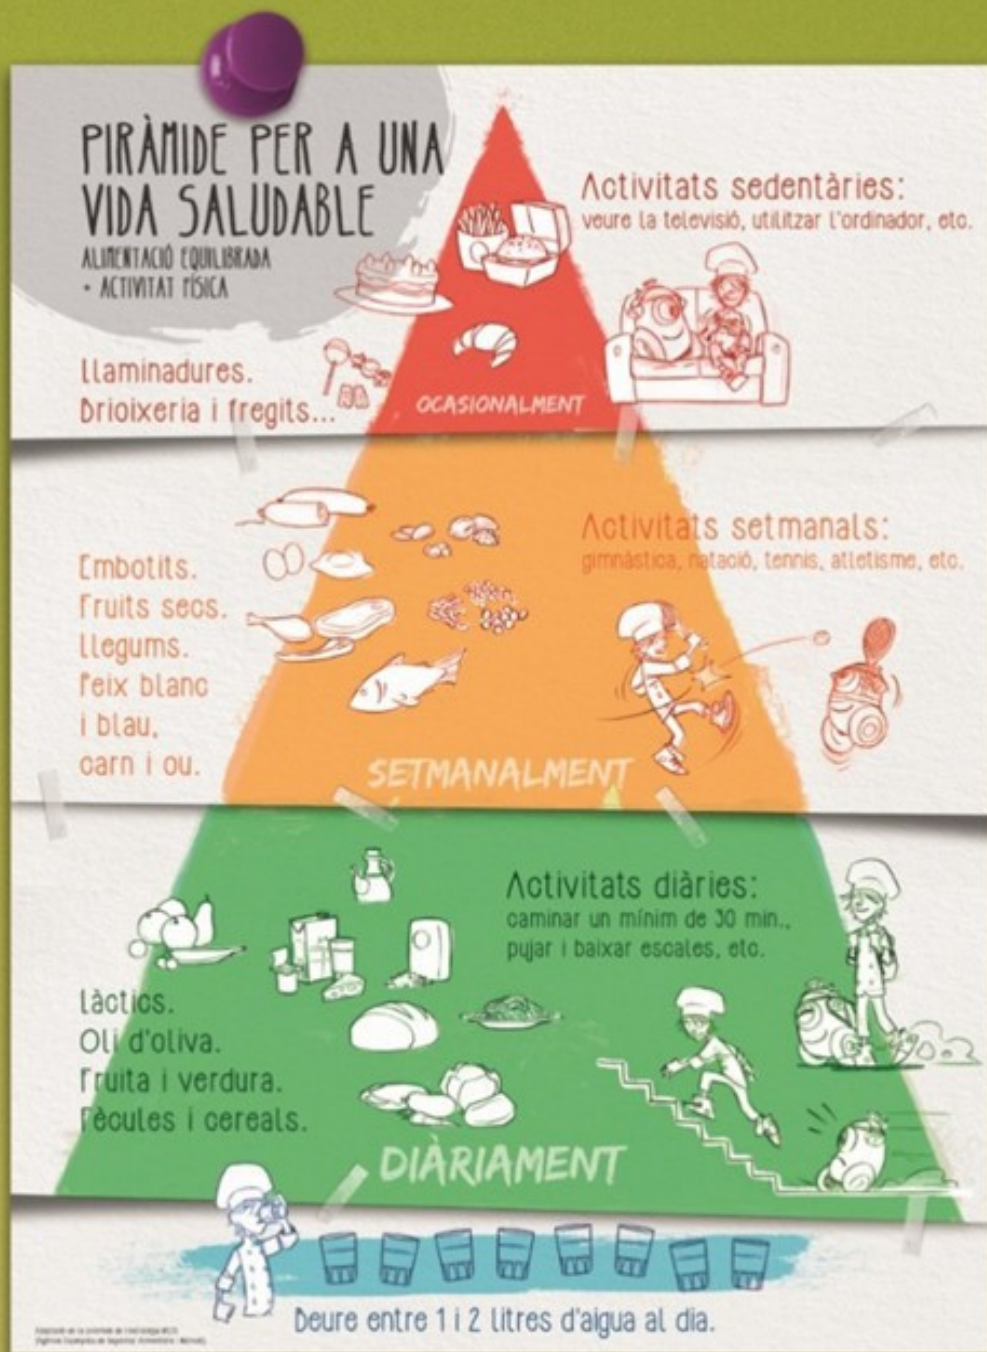 PIRÀMIDE PER A UNA
VIDA SALUDABLE
ALIMENTACIÓ EQUILIBRADA
+ ACTIVITAT FÍSICA
Activitats sedentàries:
veure la televisió, utilitzar l'ordinador, etc.
Llaminadures.
Brioixeria i fregits...
OCASIONALMENT
Activitats setmanals:
gimnàstica, natació, tennis, atletisme, etc.
Embotits.
Fruits secs.
Llegums.
Peix blanc
i blau,
carn i ou.
SETMANALMENT
Activitats diàries:
caminar un mínim de 30 min.,
pujar i baixar escales, etc.
Làctics.
Oli d'oliva.
Fruita i verdura.
Fècules i cereals.
DIÀRIAMENT
Beure entre 1 i 2 litres d'aigua al dia.